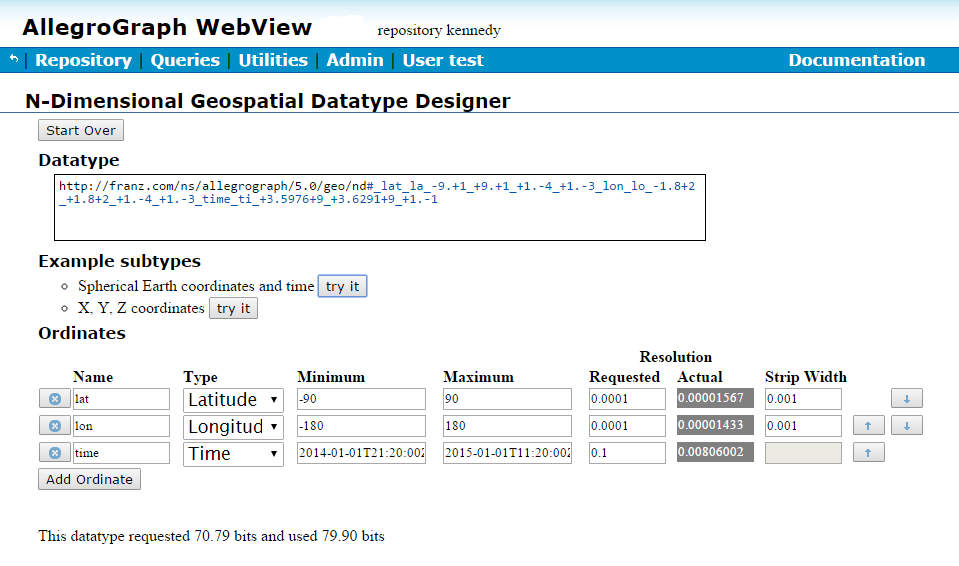 AllegroGraph WebView repository kennedy
Repository | Queries | Utilities | Admin | User test Documentation
N-Dimensional Geospatial Datatype Designer
Start Over
Datatype
http://franz.com/ns/allegrograph/5.0/geo/nd#_lat_la_-9.+1_+9.+1_+1.-4_+1.-3_lon_lo_-1.8+2
_+1.8+2_+1.-4_+1.-3_time_ti_+3.5976+9_+3.6291+9_+1.-1
Example subtypes
Spherical Earth coordinates and time try it
X, Y, Z coordinates try it
Ordinates
Resolution
Name Type Minimum Maximum Requested Actual Strip Width
lat Latitude -90 90 0.0001 0.00001567 0.001
lon Longitud -180 180 0.0001 0.00001433 0.001
time Time 2014-01-01T21:20:00Z 2015-01-01T11:20:00Z 0.1 0.00806002
Add Ordinate
This datatype requested 70.79 bits and used 79.90 bits